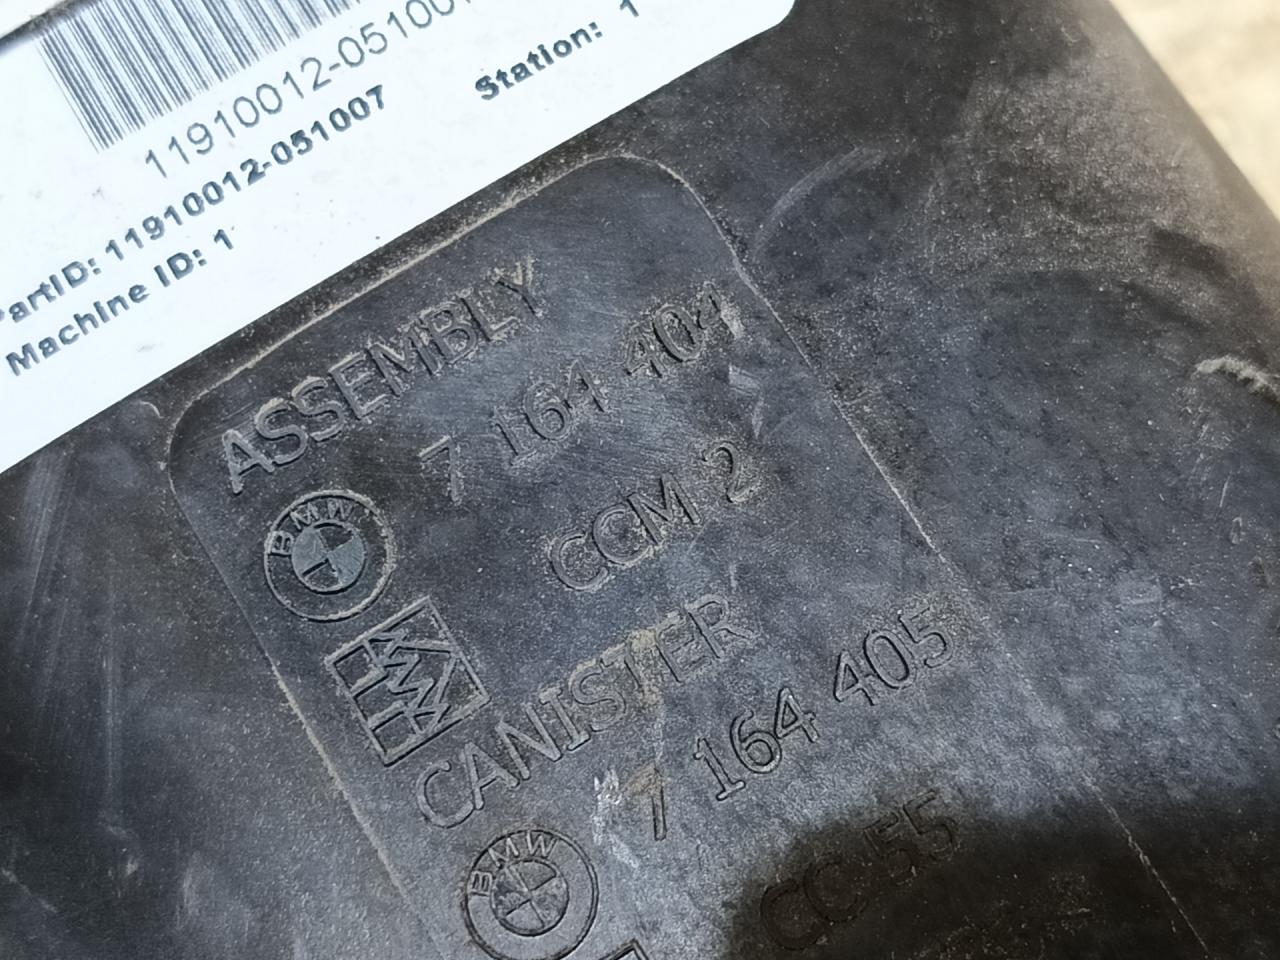 11910012-05100
PartID: 11910012-051007
Station: 1
Machine ID: 1
ASSEMBLY
7 164 404
BMW
CCM 2
CANISTER
7 164 405
BMW
CC 55